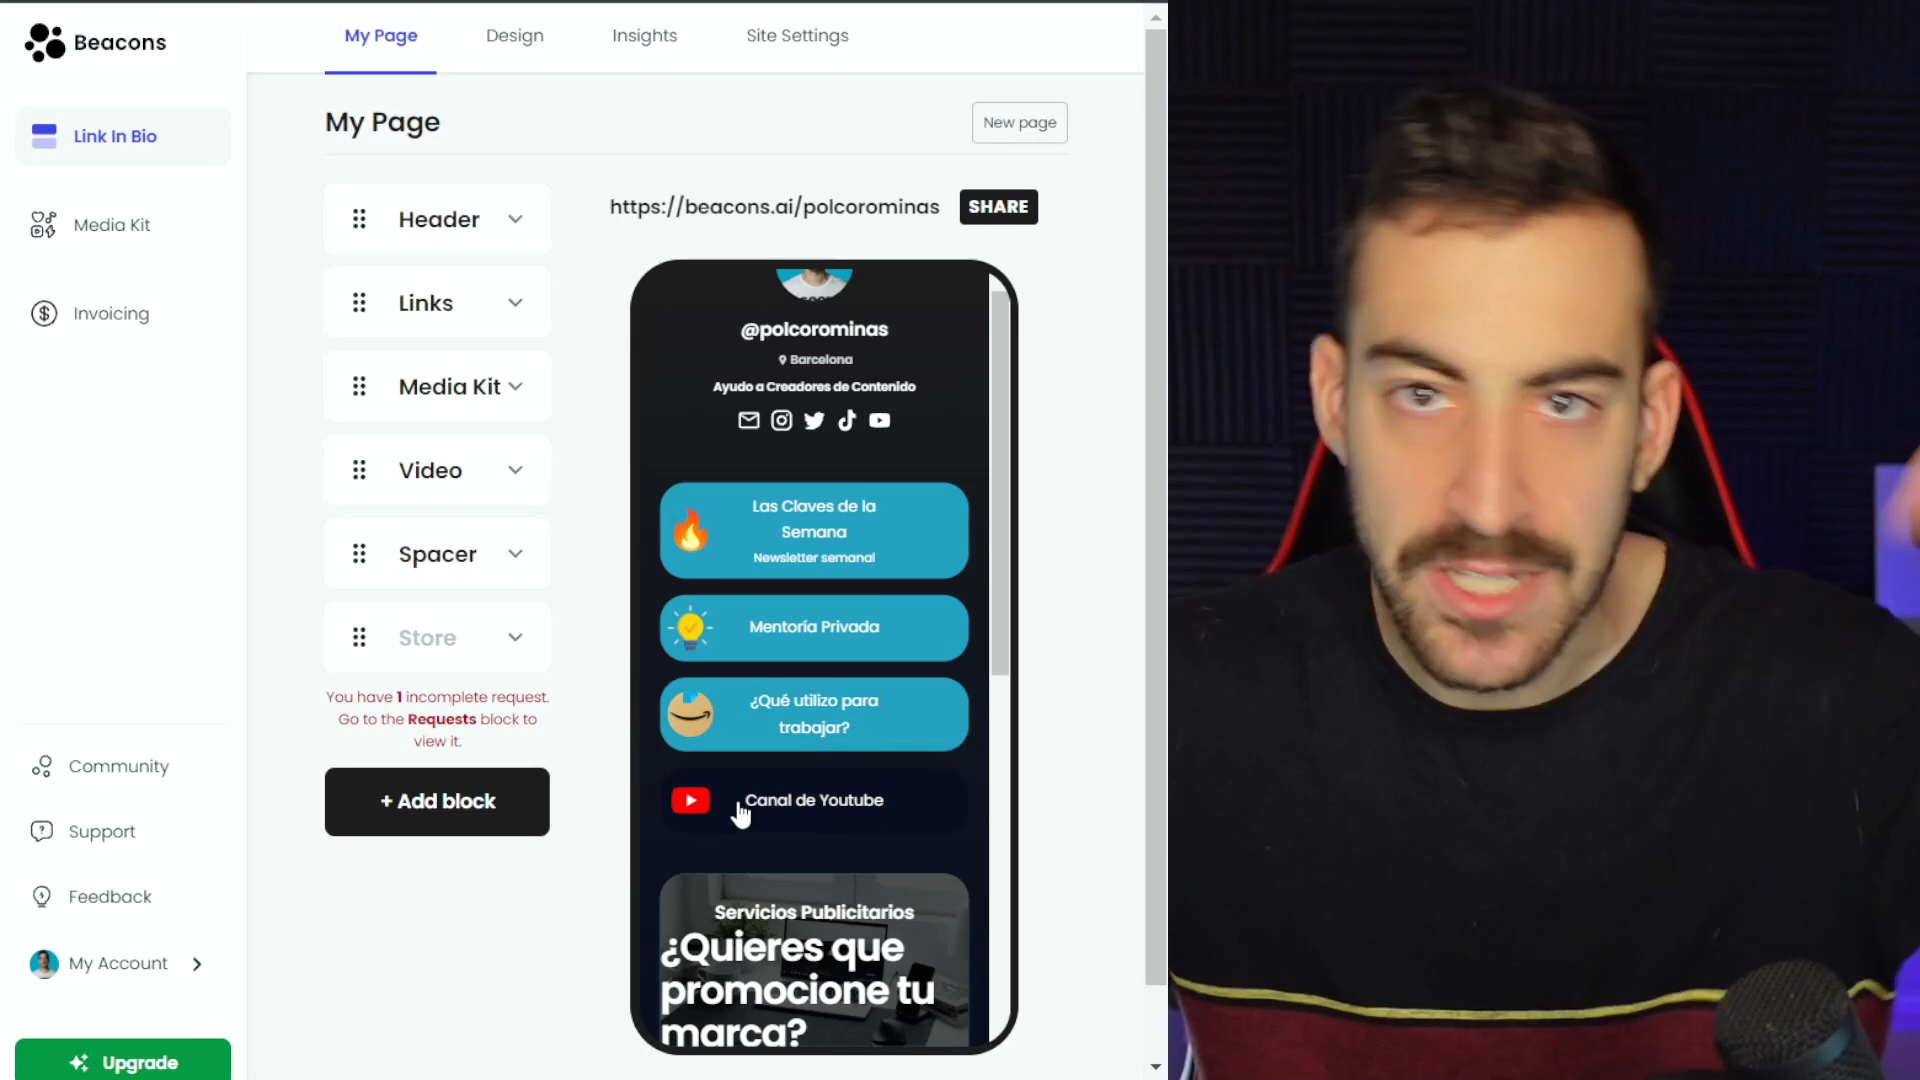 Beacons
My Page
Design
Insights
Site Settings
Link In Bio
Media Kit
Invoicing
Community
Support
Feedback
My Account
Upgrade
My Page
New page
Header
Links
Media Kit
Video
Spacer
Store
You have 1 incomplete request.
Go to the Requests block to
view it.
+ Add block
https://beacons.ai/polcorominas
SHARE
@polcorominas
Barcelona
Ayudo a Creadores de Contenido
Las Claves de la
Semana
Newsletter semanal
Mentoría Privada
¿Qué utilizo para
trabajar?
Canal de Youtube
Servicios Publicitarios
¿Quieres que
promocione tu
marca?